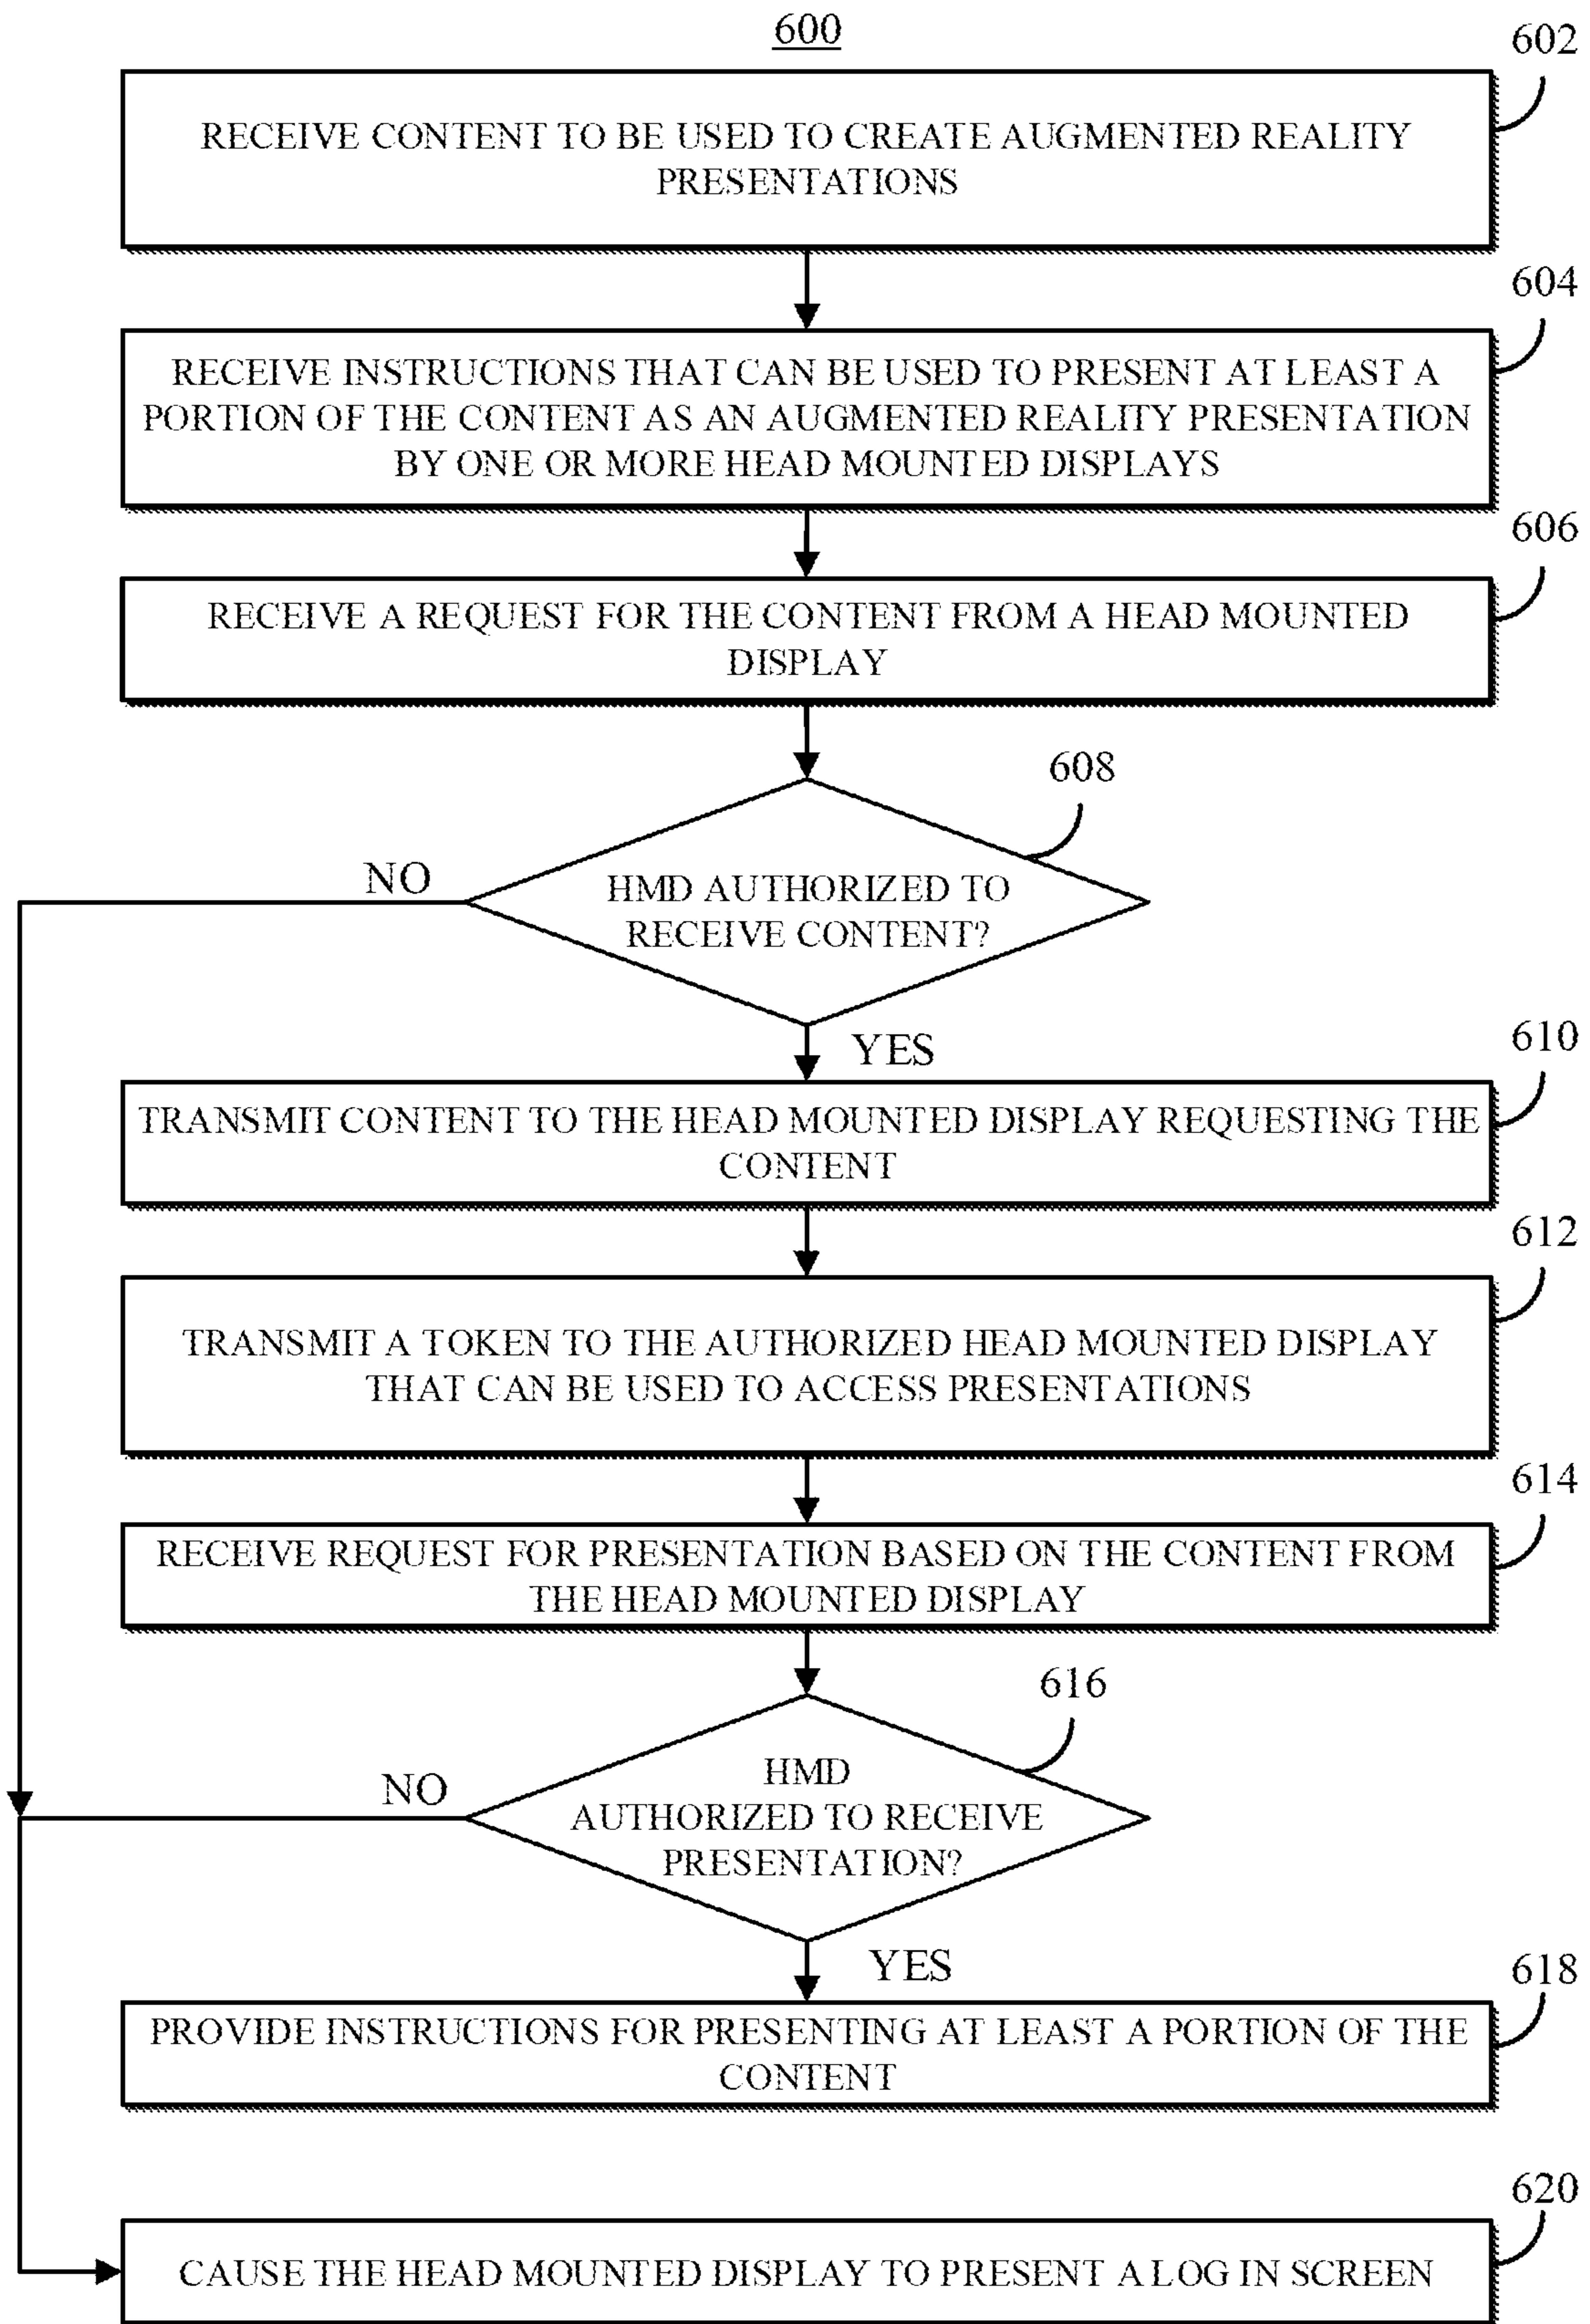 600
602
RECEIVE CONTENT TO BE USED TO CREATE AUGMENTED REALITY
PRESENTATIONS
604
RECEIVE INSTRUCTIONS THAT CAN BE USED TO PRESENT AT LEAST A
PORTION OF THE CONTENT AS AN AUGMENTED REALITY PRESENTATION
BY ONE OR MORE HEAD MOUNTED DISPLAYS
606
RECEIVE A REQUEST FOR THE CONTENT FROM A HEAD MOUNTED
DISPLAY
608
NO
HMD AUTHORIZED TO
RECEIVE CONTENT?
YES
610
TRANSMIT CONTENT TO THE HEAD MOUNTED DISPLAY REQUESTING THE
CONTENT
612
TRANSMIT A TOKEN TO THE AUTHORIZED HEAD MOUNTED DISPLAY
THAT CAN BE USED TO ACCESS PRESENTATIONS
614
RECEIVE REQUEST FOR PRESENTATION BASED ON THE CONTENT FROM
THE HEAD MOUNTED DISPLAY
616
NO
HMD
AUTHORIZED TO RECEIVE
PRESENTATION?
YES
618
PROVIDE INSTRUCTIONS FOR PRESENTING AT LEAST A PORTION OF THE
CONTENT
620
CAUSE THE HEAD MOUNTED DISPLAY TO PRESENT A LOG IN SCREEN